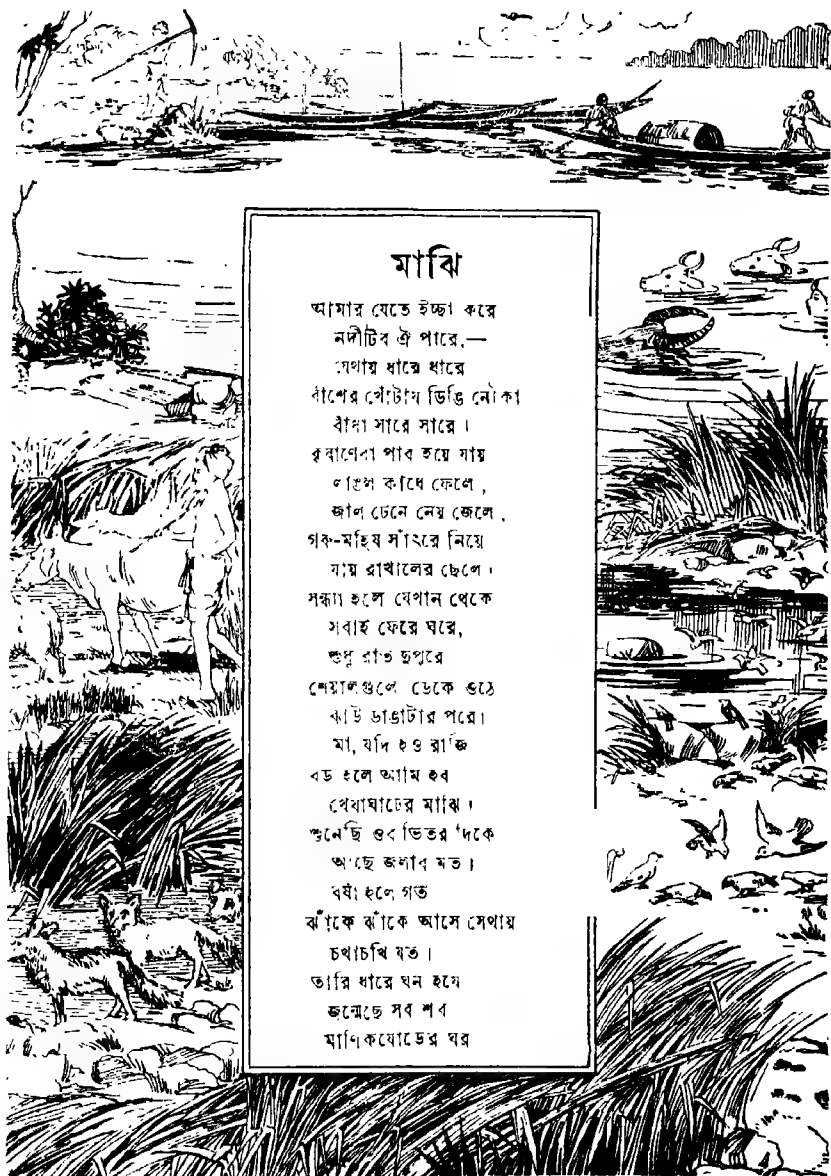 মাঝি
আমার যেতে ইচ্ছা করে
নদীটির ঐ পারে,—
যেথায় ধারে ধারে
বাঁশের খোঁটায় ডিঙি নৌকা
বাঁধা সারে সারে।
কৃষাণেরা পার হয়ে যায়
লাঙ্গল কাঁধে ফেলে,
জাল টেনে নেয় জেলে,
গরু-মহিষ সাঁৎরে নিয়ে
যায় রাখালের ছেলে।
সন্ধ্যা হলে যেখান থেকে
সবাই ফেরে ঘরে,
শুধু রাত দুপুরে
শেয়ালগুলো ডেকে ওঠে
ঝাউ ডাঙাটার পরে।
মা, যদি হও রাজি
বড় হলে আমি হব
খেয়াঘাটের মাঝি।
শুনেছি ওর ভিতর দিকে
আছে জলার মত।
বর্ষা হলে গত
ঝাঁকে ঝাঁকে আসে সেথায়
চখাচখি যত।
তারি ধারে ঘন হয়ে
জন্মেছে সব শর
মাণিকযোড়ের ঘর